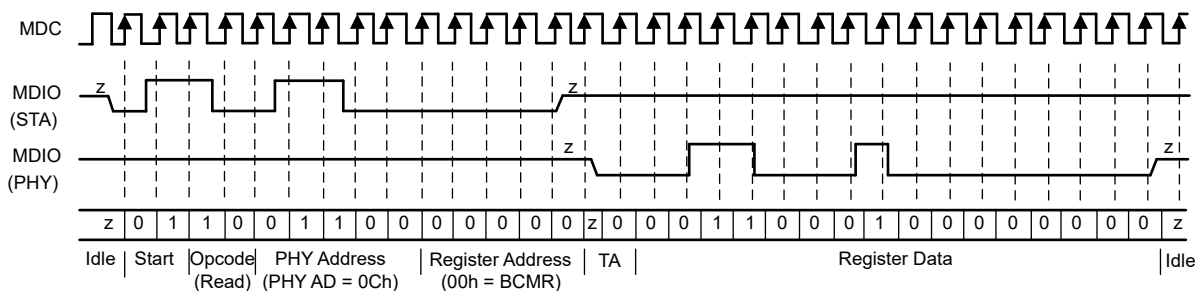 MDC
z
z
MDIO
(STA)
z
z
MDIO
(PHY)
z 0 1 1 0 0 1 1 0 0 0 0 0 0 0 z 0 0 0 1 1 0 0 0 1 0 0 0 0 0 0 0 0 z
Idle Start Opcode (Read) PHY Address (PHY AD = 0Ch) Register Address (00h = BCMR) TA Register Data Idle